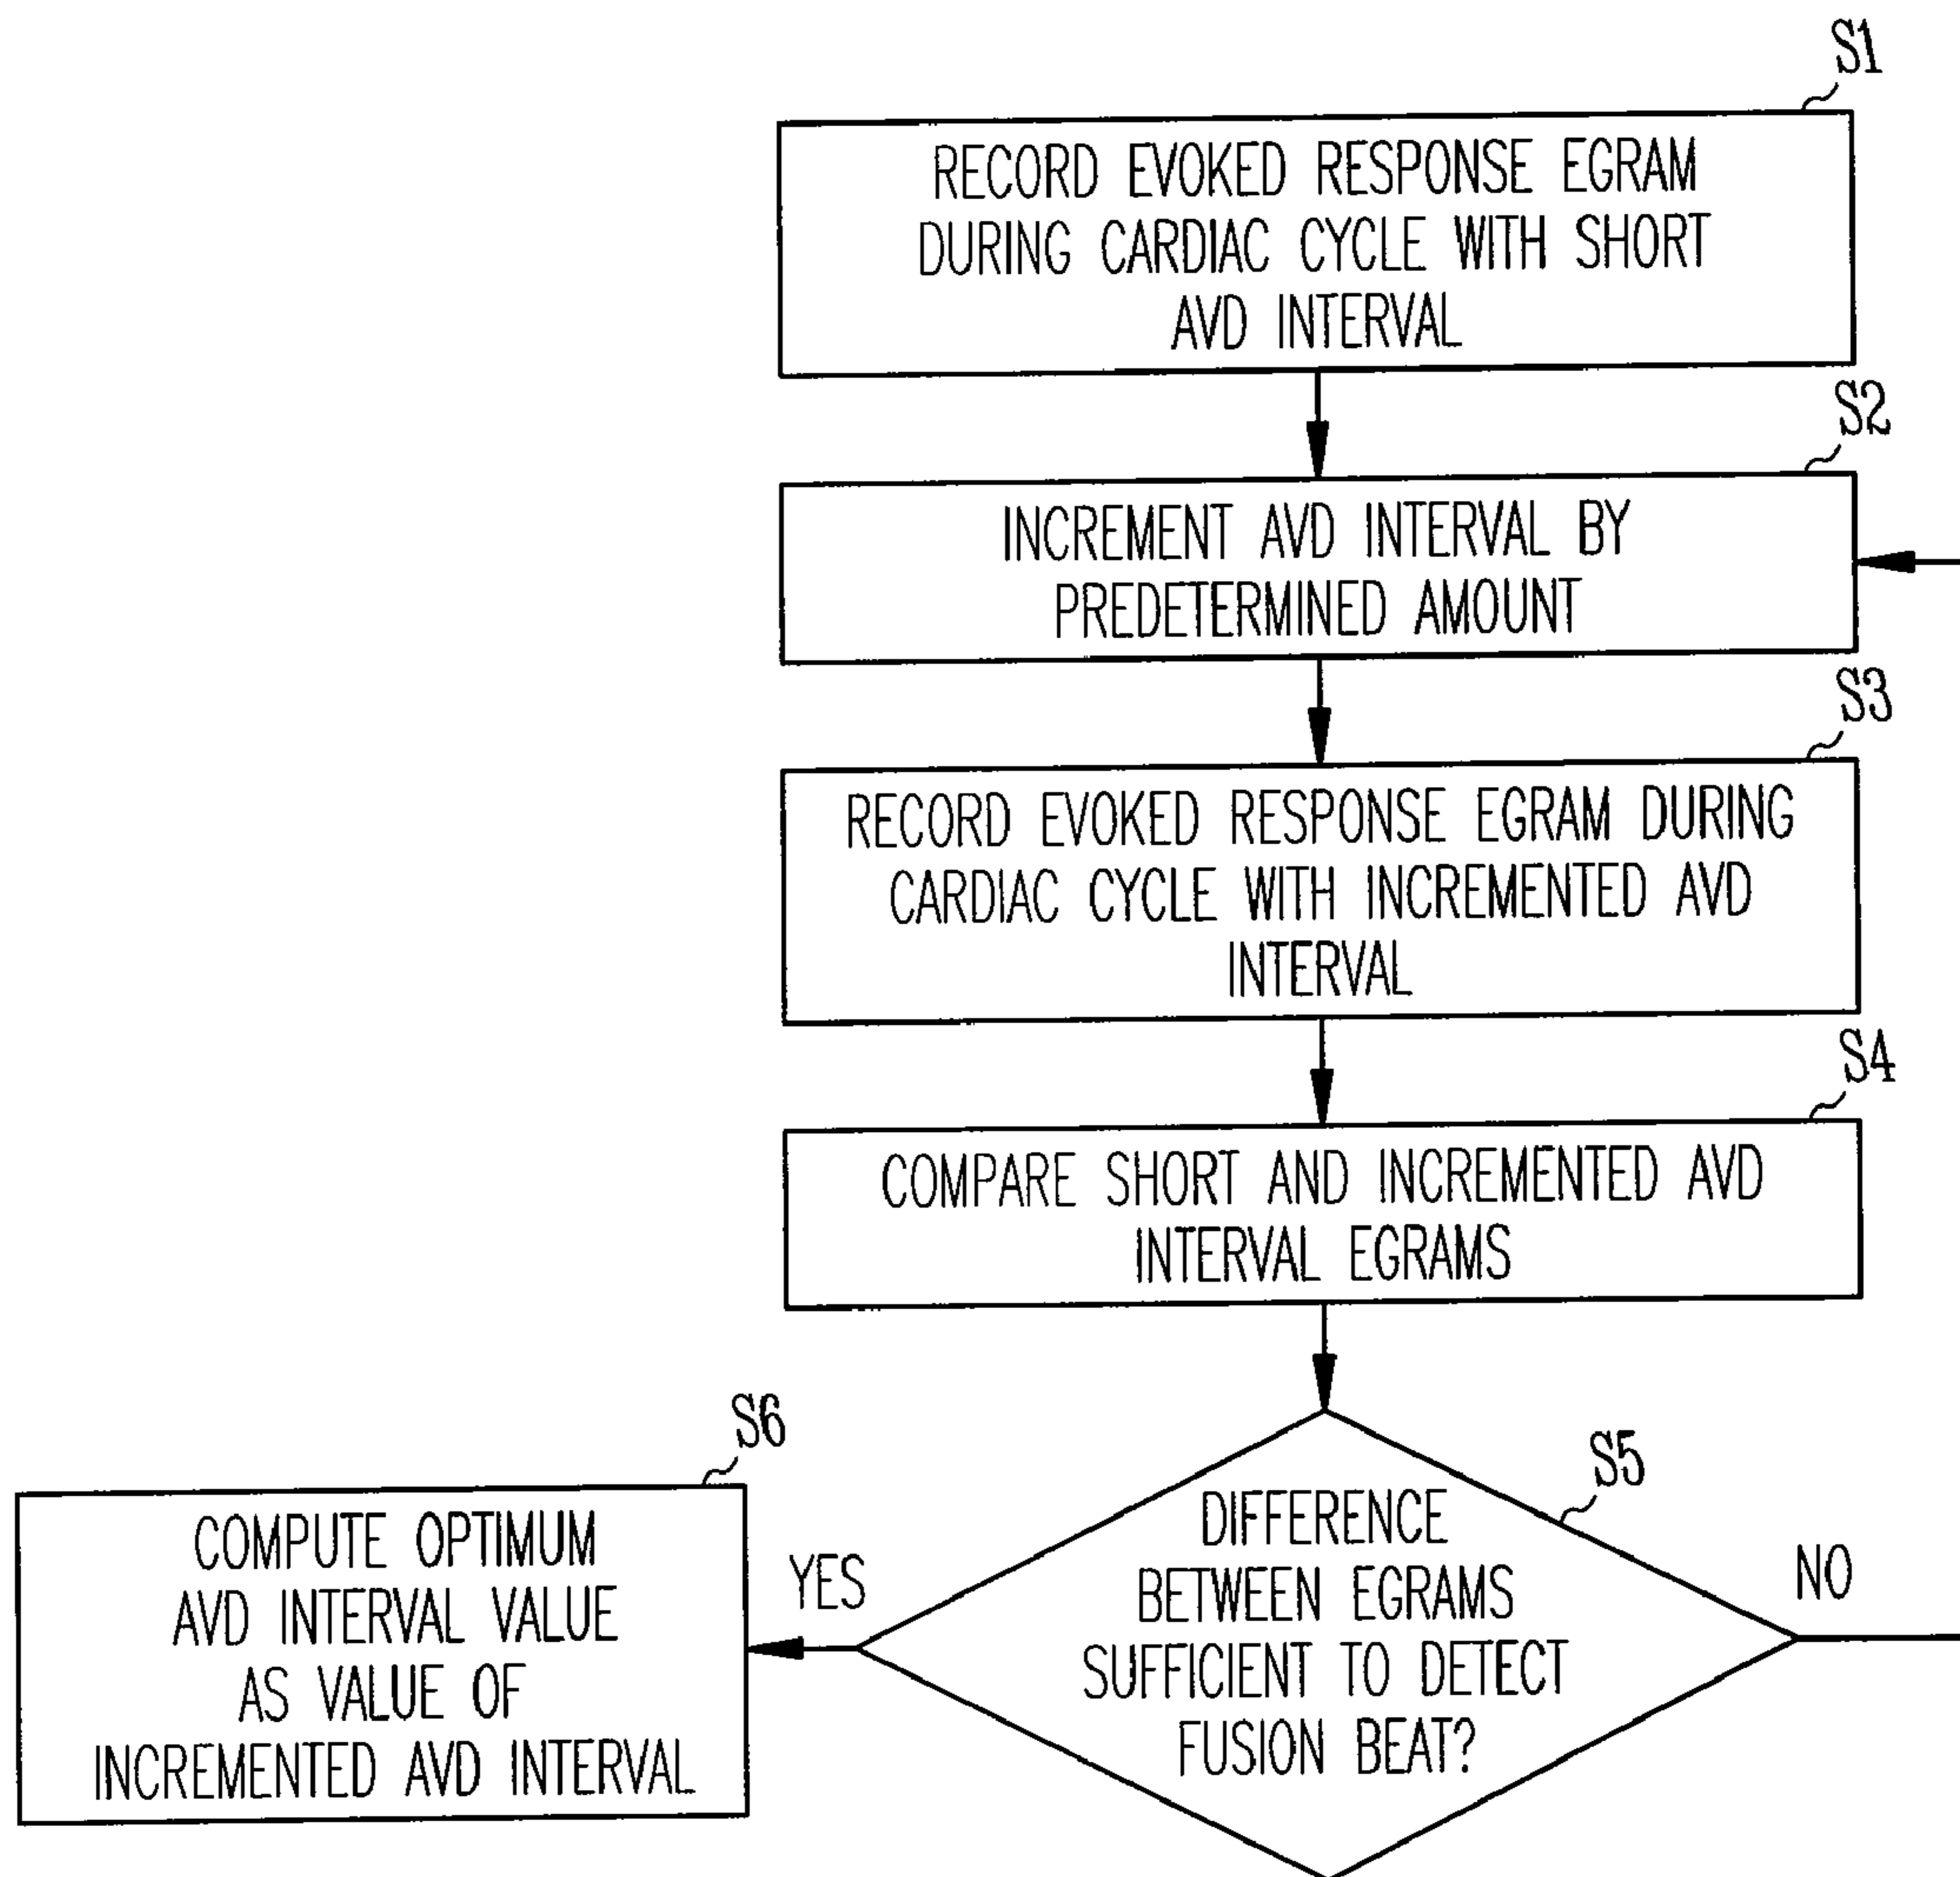 S1
RECORD EVOKED RESPONSE EGRAM
DURING CARDIAC CYCLE WITH SHORT
AVD INTERVAL
S2
INCREMENT AVD INTERVAL BY
PREDETERMINED AMOUNT
S3
RECORD EVOKED RESPONSE EGRAM DURING
CARDIAC CYCLE WITH INCREMENTED AVD
INTERVAL
S4
COMPARE SHORT AND INCREMENTED AVD
INTERVAL EGRAMS
S5
DIFFERENCE
BETWEEN EGRAMS
SUFFICIENT TO DETECT
FUSION BEAT?
YES
NO
S6
COMPUTE OPTIMUM
AVD INTERVAL VALUE
AS VALUE OF
INCREMENTED AVD INTERVAL